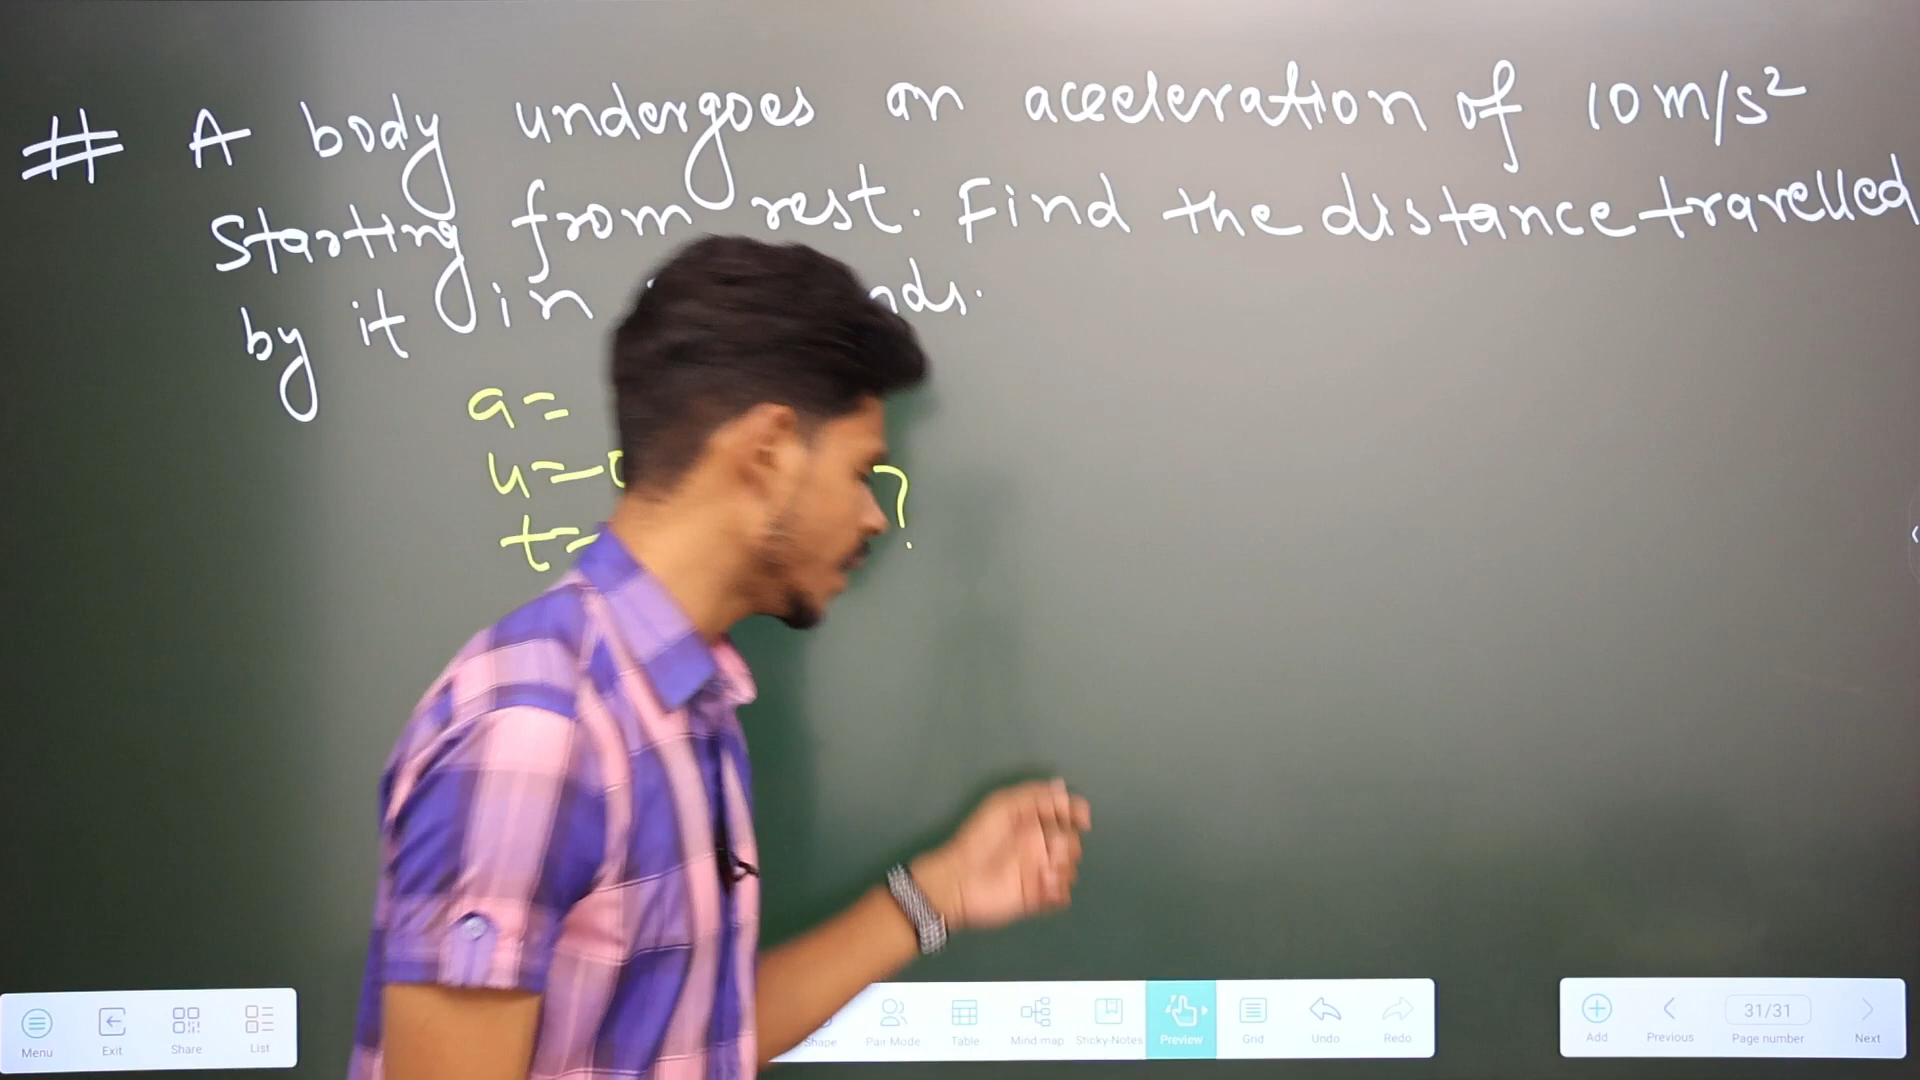 # A body undergoes an acceleration of 10 m/s²
Starting from rest. Find the distance travelled
by it in
a=
u=
?
t=
Menu
Exit
Share
List
Shape
Pair Mode
Table
Mind map
Sticky-Notes
Preview
Grid
Undo
Redo
Add
Previous
31/31
Page number
Next